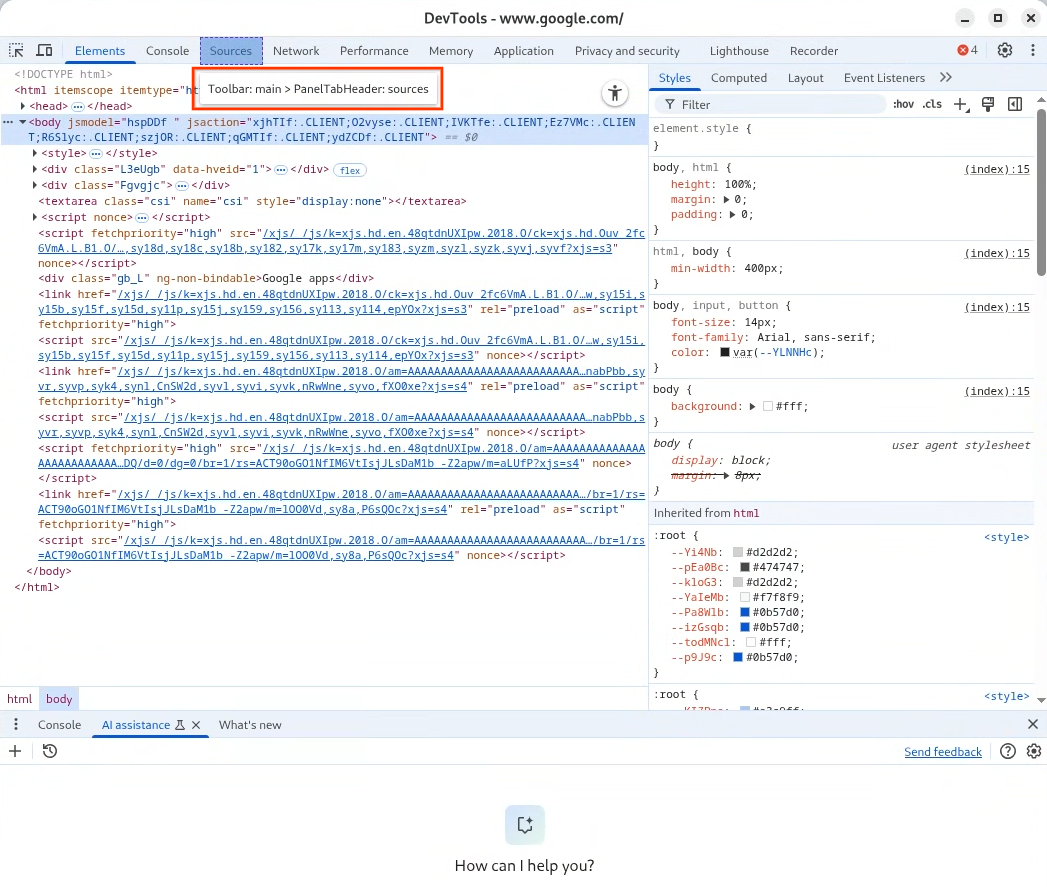 DevTools - www.google.com/
Elements Console Sources Network Performance Memory Application Privacy and security Lighthouse Recorder 4
Toolbar: main > PanelTabHeader: sources
<!DOCTYPE html>
<html itemscope itemtype="ht
<head> … </head>
<body jsmodel="hspDDf " jsaction="xjhTIf:.CLIENT;O2vyse:.CLIENT;IVKTfe:.CLIENT;Ez7VMc:.CLIEN
T;R6Slyc:.CLIENT;szjOR:.CLIENT;qGMTIf:.CLIENT;ydZCDf:.CLIENT"> == $0
<style> … </style>
<div class="L3eUgb" data-hveid="1"> … </div> flex
<div class="Fgvgjc"> … </div>
<textarea class="csi" name="csi" style="display:none"></textarea>
<script nonce> … </script>
<script fetchpriority="high" src="/xjs/_/js/k=xjs.hd.en.48qtdnUXIpw.2018.O/ck=xjs.hd.Ouv_2fc
6VmA.L.B1.O/…,sy18d,sy18c,sy18b,sy182,sy17k,sy17m,sy183,syzm,syzl,syzk,syvj,syvf?xjs=s3"
nonce></script>
<div class="gb_L" ng-non-bindable>Google apps</div>
<link href="/xjs/_/js/k=xjs.hd.en.48qtdnUXIpw.2018.O/ck=xjs.hd.Ouv_2fc6VmA.L.B1.O/…w,sy15i,
sy15b,sy15f,sy15d,sy11p,sy15j,sy159,sy156,sy113,sy114,epYOx?xjs=s3" rel="preload" as="script"
fetchpriority="high">
<script src="/xjs/_/js/k=xjs.hd.en.48qtdnUXIpw.2018.O/ck=xjs.hd.Ouv_2fc6VmA.L.B1.O/…w,sy15i,
sy15b,sy15f,sy15d,sy11p,sy15j,sy159,sy156,sy113,sy114,epYOx?xjs=s3" nonce></script>
<link href="/xjs/_/js/k=xjs.hd.en.48qtdnUXIpw.2018.O/am=AAAAAAAAAAAAAAAAAAAAAAAAAA…nabPbb,sy
vr,syvp,syk4,synl,CnSW2d,syvl,syvi,syvk,nRwWne,syvo,fXO0xe?xjs=s4" rel="preload" as="script"
fetchpriority="high">
<script src="/xjs/_/js/k=xjs.hd.en.48qtdnUXIpw.2018.O/am=AAAAAAAAAAAAAAAAAAAAAAAAAA…nabPbb,
syvr,syvp,syk4,synl,CnSW2d,syvl,syvi,syvk,nRwWne,syvo,fXO0xe?xjs=s4" nonce></script>
<script fetchpriority="high" src="/xjs/_/js/k=xjs.hd.en.48qtdnUXIpw.2018.O/am=AAAAAAAAAAAAAA
AAAAAAAAAAAA…DQ/d=0/dg=0/br=1/rs=ACT90oGO1NfIM6VtIsjJLsDaM1b_-Z2apw/m=aLUfP?xjs=s4" nonce>
</script>
<link href="/xjs/_/js/k=xjs.hd.en.48qtdnUXIpw.2018.O/am=AAAAAAAAAAAAAAAAAAAAAAAAAA…/br=1/rs=
ACT90oGO1NfIM6VtIsjJLsDaM1b_-Z2apw/m=lOO0Vd,sy8a,P6sQOc?xjs=s4" rel="preload" as="script"
fetchpriority="high">
<script src="/xjs/_/js/k=xjs.hd.en.48qtdnUXIpw.2018.O/am=AAAAAAAAAAAAAAAAAAAAAAAAAA…/br=1/rs
=ACT90oGO1NfIM6VtIsjJLsDaM1b_-Z2apw/m=lOO0Vd,sy8a,P6sQOc?xjs=s4" nonce></script>
</body>
</html>
html body
Styles Computed Layout Event Listeners
Filter :hov .cls
element.style {
}
body, html { (index):15
height: 100%;
margin: 0;
padding: 0;
}
html, body { (index):15
min-width: 400px;
}
body, input, button { (index):15
font-size: 14px;
font-family: Arial, sans-serif;
color: var(--YLNNHc);
}
body { (index):15
background: #fff;
}
body { user agent stylesheet
display: block;
margin: 8px;
}
Inherited from html
:root { <style>
--Yi4Nb: #d2d2d2;
--pEa0Bc: #474747;
--kloG3: #d2d2d2;
--YaIeMb: #f7f8f9;
--Pa8Wlb: #0b57d0;
--izGsqb: #0b57d0;
--todMNcl: #fff;
--p9J9c: #0b57d0;
}
:root { <style>
Console AI assistance What's new
Send feedback
How can I help you?